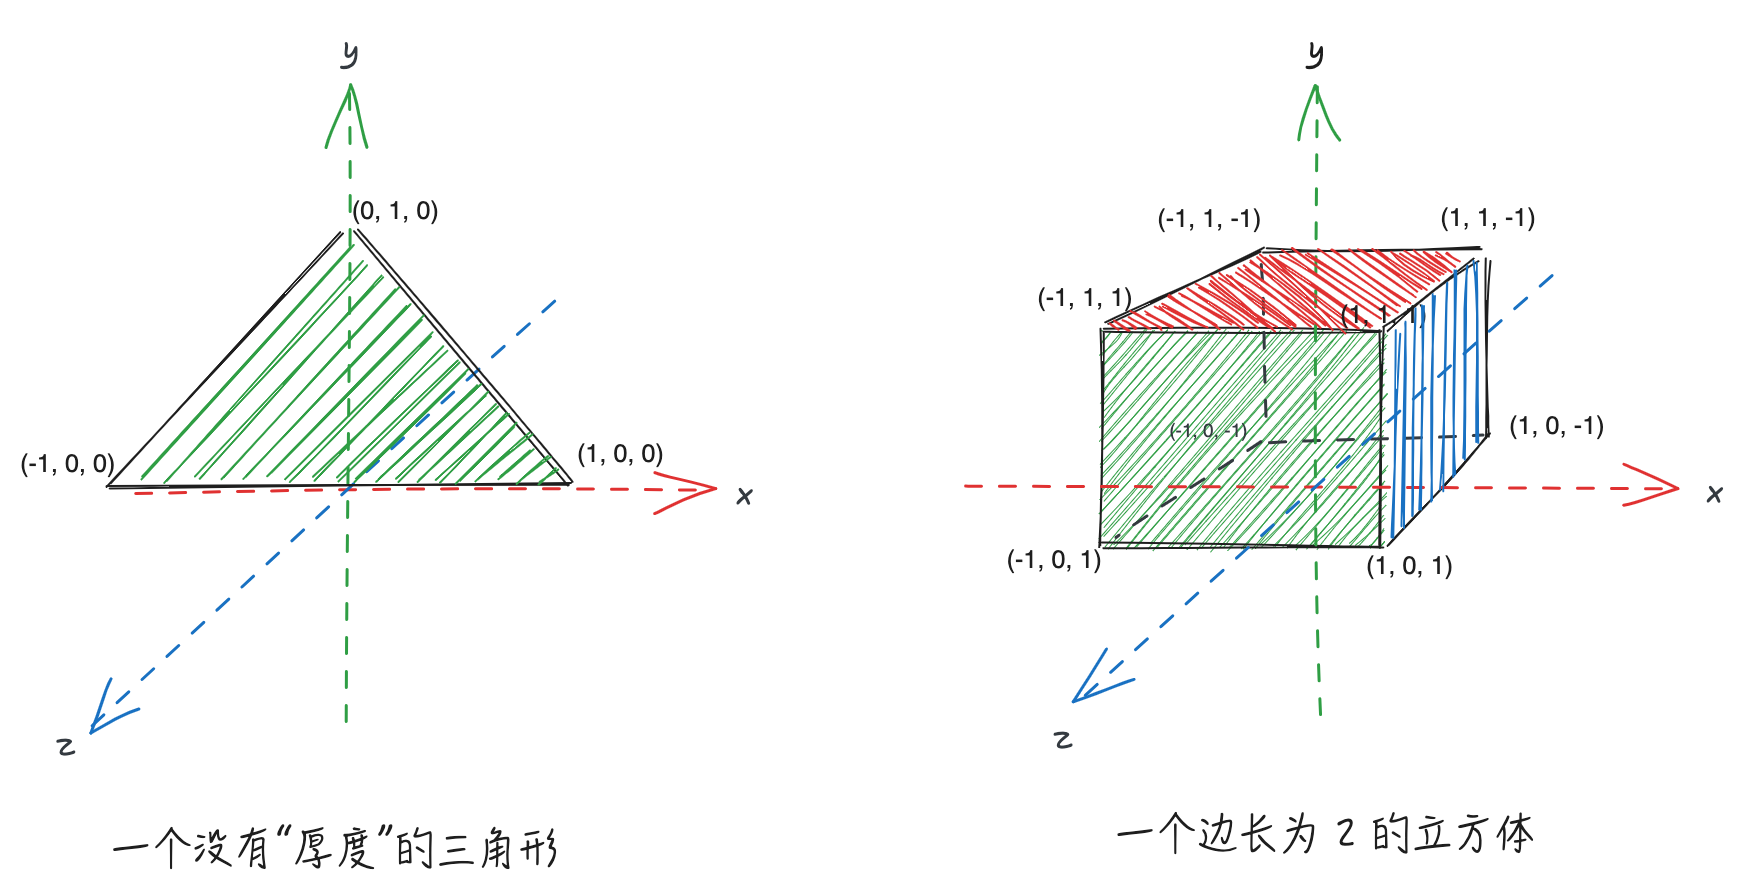 y
(0, 1, 0)
(-1, 0, 0)
(1, 0, 0)
x
z
一个没有“厚度”的三角形
y
(-1, 1, -1)
(1, 1, -1)
(-1, 1, 1)
(1, 1, 1)
(-1, 0, -1)
(1, 0, -1)
x
(-1, 0, 1)
(1, 0, 1)
z
一个边长为 2 的立方体